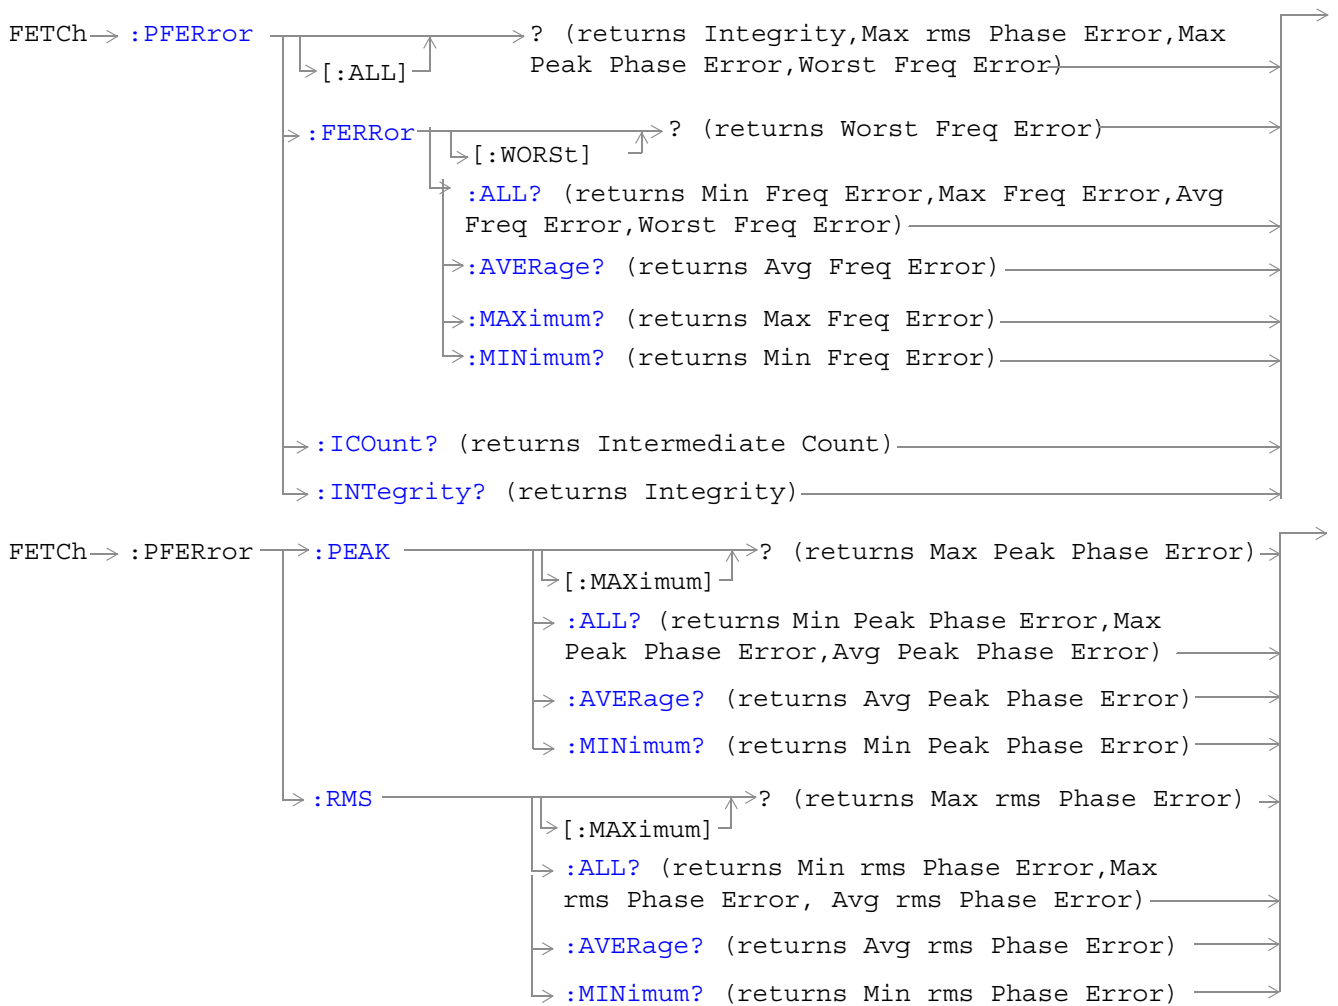 FETCh :PFERror ? (returns Integrity,Max rms Phase Error,Max
[:ALL] Peak Phase Error,Worst Freq Error)
:FERRor ? (returns Worst Freq Error)
[:WORSt]
:ALL? (returns Min Freq Error,Max Freq Error,Avg
Freq Error,Worst Freq Error)
:AVERage? (returns Avg Freq Error)
:MAXimum? (returns Max Freq Error)
:MINimum? (returns Min Freq Error)
:ICOunt? (returns Intermediate Count)
:INTegrity? (returns Integrity)
FETCh :PFERror :PEAK ? (returns Max Peak Phase Error)
[:MAXimum]
:ALL? (returns Min Peak Phase Error,Max
Peak Phase Error,Avg Peak Phase Error)
:AVERage? (returns Avg Peak Phase Error)
:MINimum? (returns Min Peak Phase Error)
:RMS ? (returns Max rms Phase Error)
[:MAXimum]
:ALL? (returns Min rms Phase Error,Max
rms Phase Error, Avg rms Phase Error)
:AVERage? (returns Avg rms Phase Error)
:MINimum? (returns Min rms Phase Error)